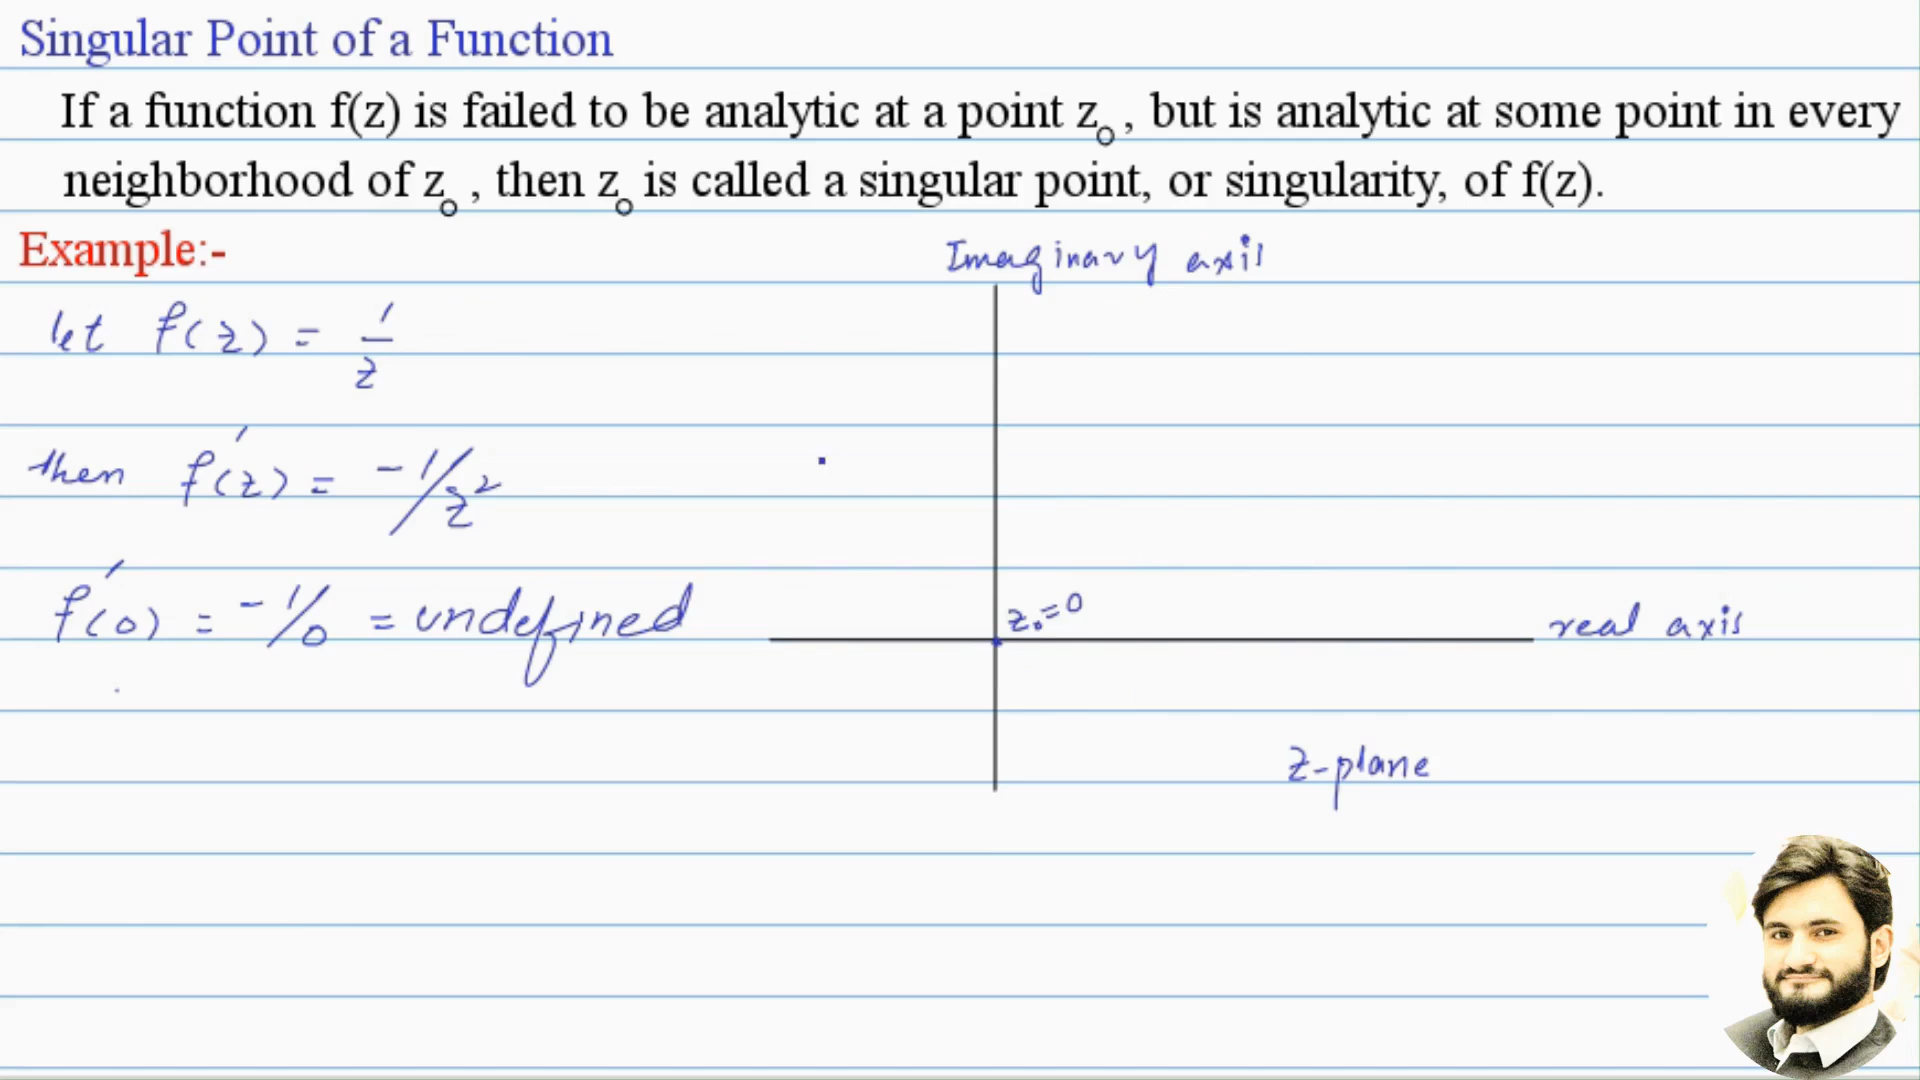 Singular Point of a Function
If a function f(z) is failed to be analytic at a point z₀, but is analytic at some point in every
neighborhood of z₀, then z₀ is called a singular point, or singularity, of f(z).
Example:-
let f(z) = 1/z
then f'(z) = -1/z²
f'(0) = -1/0 = undefined
Imaginary axis
z₀=0
real axis
z-plane